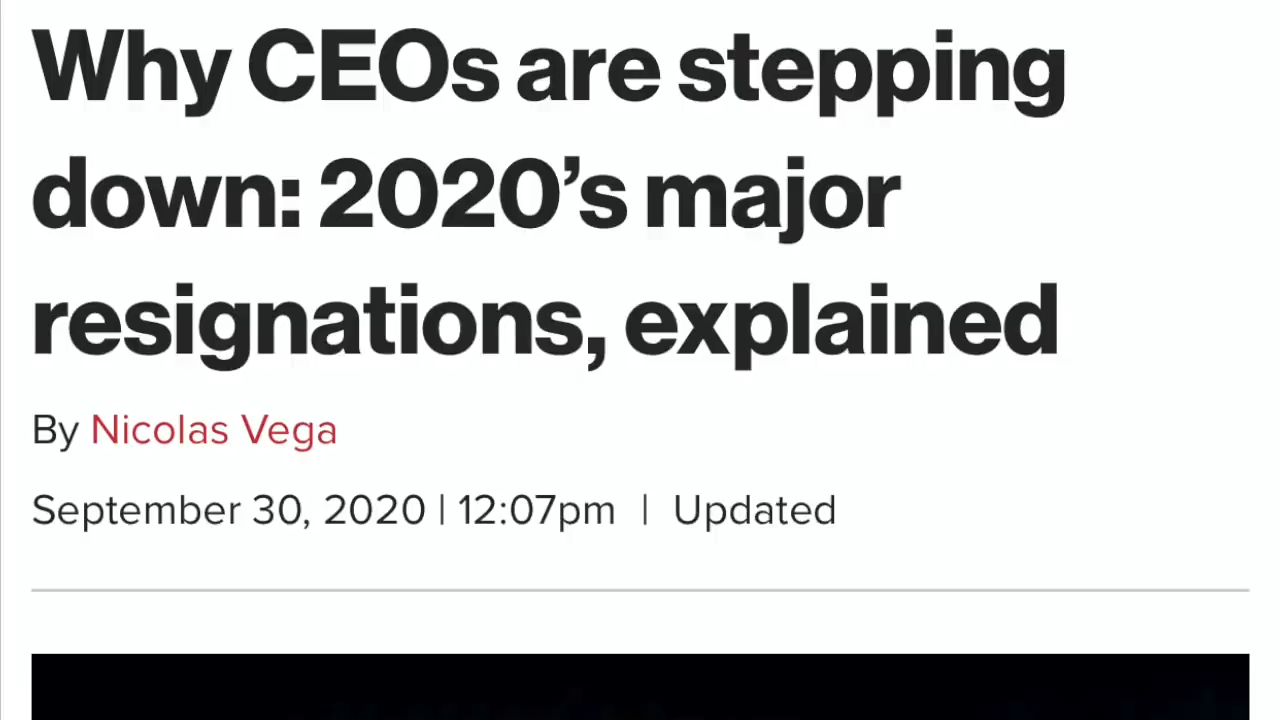 Why CEOs are stepping
down: 2020’s major
resignations, explained
By Nicolas Vega
September 30, 2020 | 12:07pm | Updated